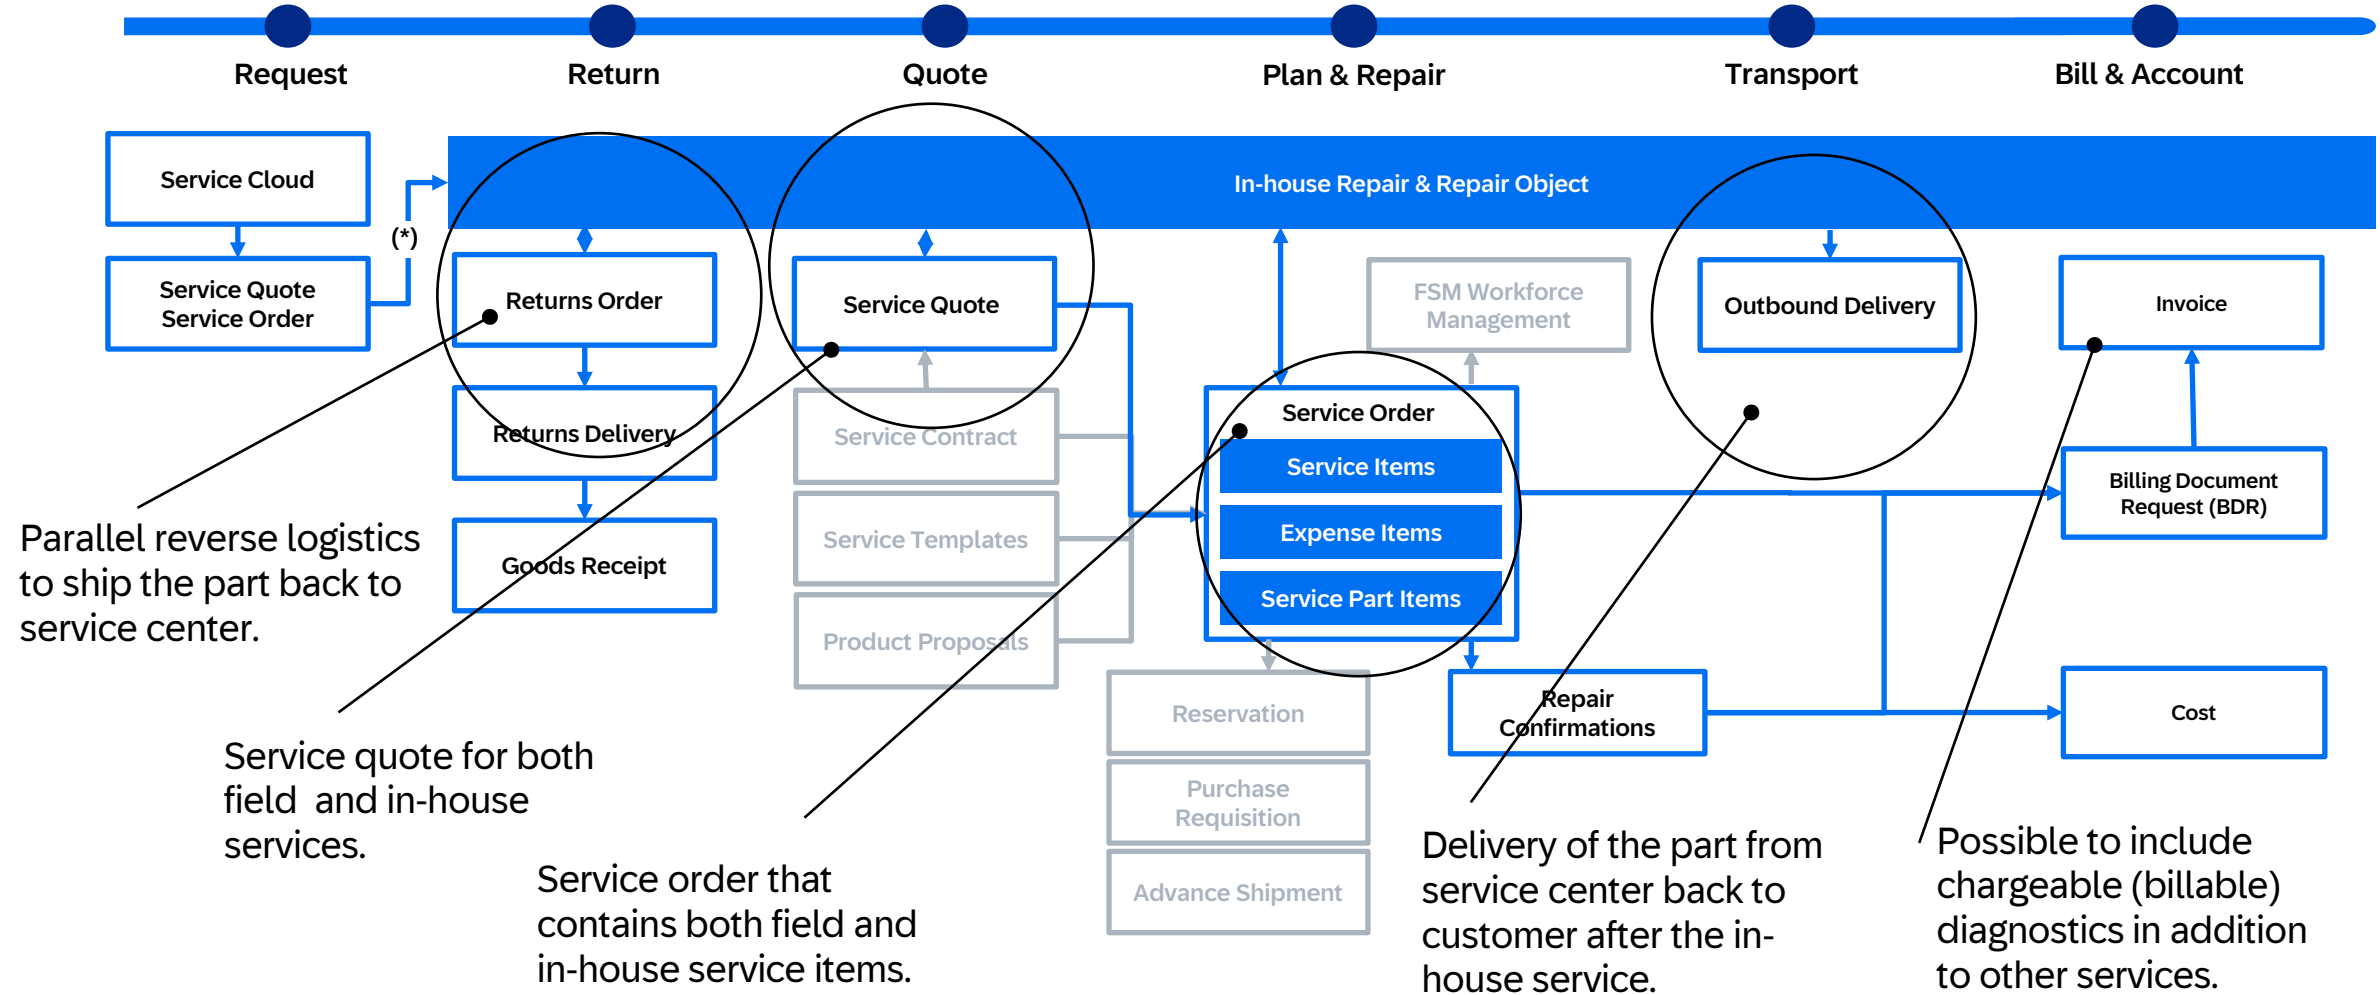 Request
Return
Quote
Plan & Repair
Transport
Bill & Account
Service Cloud
In-house Repair & Repair Object
(*)
Service Quote
Service Order
Returns Order
Service Quote
FSM Workforce
Management
Outbound Delivery
Invoice
Returns Delivery
Service Contract
Service Order
Service Items
Expense Items
Service Part Items
Billing Document
Request (BDR)
Service Templates
Goods Receipt
Product Proposals
Reservation
Repair
Confirmations
Cost
Purchase
Requisition
Advance Shipment
Parallel reverse logistics
to ship the part back to
service center.
Service quote for both
field  and in-house
services.
Service order that
contains both field and
in-house service items.
Delivery of the part from
service center back to
customer after the in-
house service.
Possible to include
chargeable (billable)
diagnostics in addition
to other services.